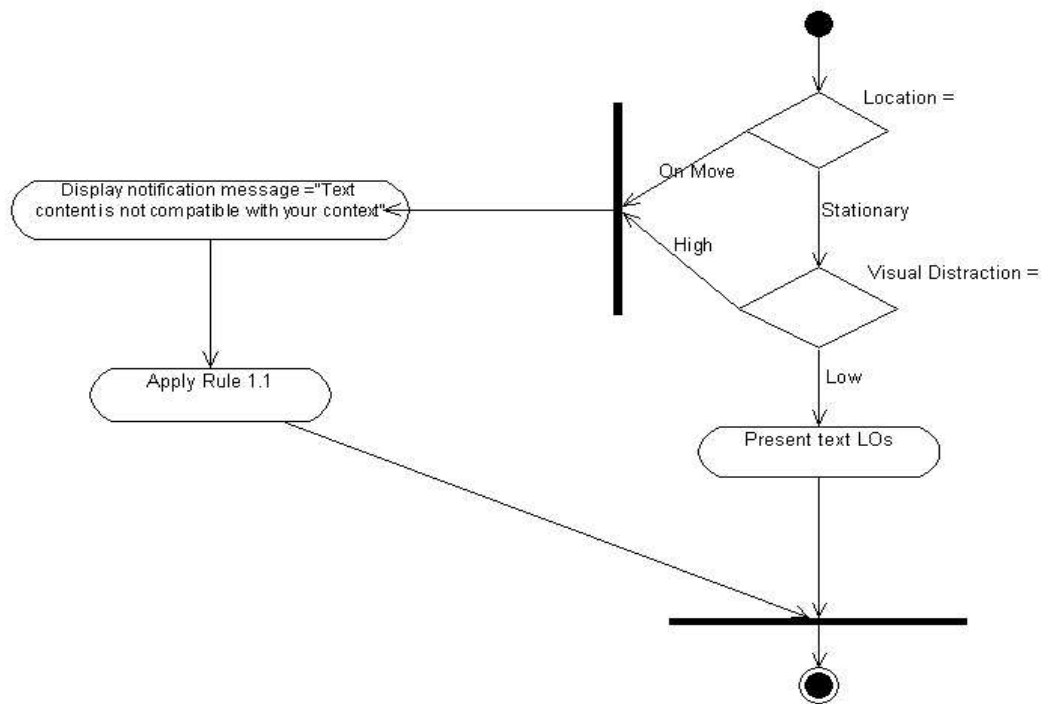 Location =
On Move
Stationary
Display notification message ="Text
content is not compatible with your context"
High
Visual Distraction =
Apply Rule 1.1
Low
Present text LOs